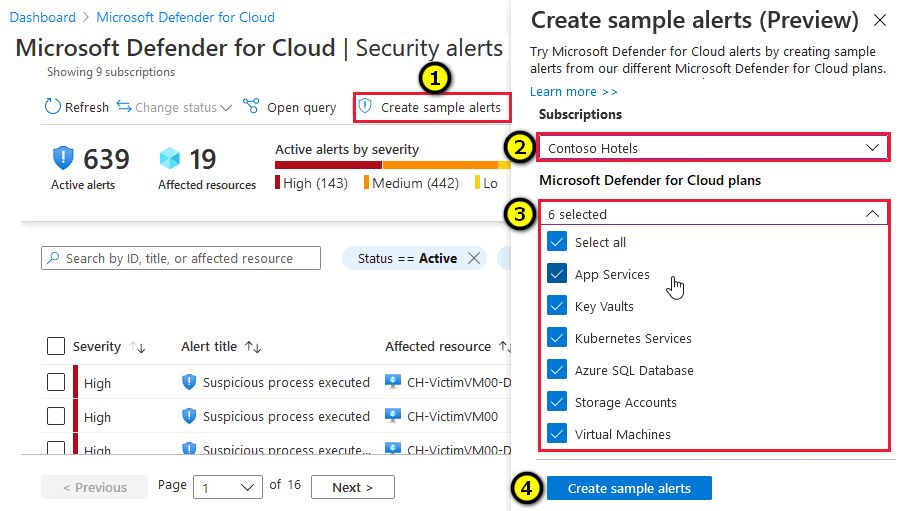 Dashboard > Microsoft Defender for Cloud
Microsoft Defender for Cloud | Security alerts
Showing 9 subscriptions
1
Refresh Change status Open query Create sample alerts
639 Active alerts
19 Affected resources
Active alerts by severity
High (143) Medium (442) Lo
Search by ID, title, or affected resource
Status == Active
Severity Alert title Affected resource
High Suspicious process executed CH-VictimVM00-D
High Suspicious process executed CH-VictimVM00
High Suspicious process execute... CH-VictimVM00-D
< Previous Page 1 of 16 Next >
Create sample alerts (Preview)
Try Microsoft Defender for Cloud alerts by creating sample
alerts from our different Microsoft Defender for Cloud plans.
Learn more >>
Subscriptions
2 Contoso Hotels
Microsoft Defender for Cloud plans
3 6 selected
Select all
App Services
Key Vaults
Kubernetes Services
Azure SQL Database
Storage Accounts
Virtual Machines
4 Create sample alerts